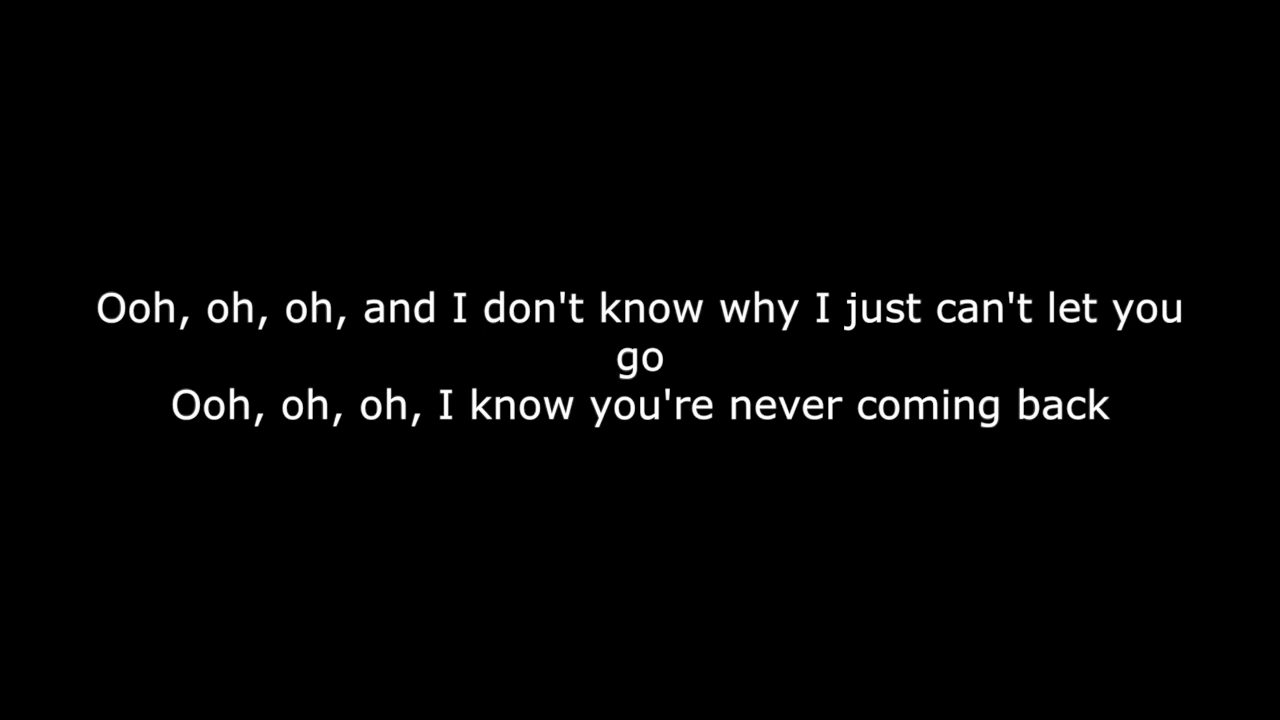 Ooh, oh, oh, and I don't know why I just can't let you
go
Ooh, oh, oh, I know you're never coming back